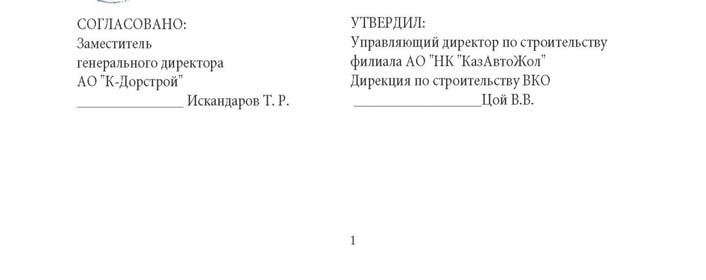 СОГЛАСОВАНО:
Заместитель
генерального директора
АО "К-Дорстрой"
_______________ Искандаров Т. Р.
УТВЕРДИЛ:
Управляющий директор по строительству
филиала АО "НК "КазАвтоЖол"
Дирекция по строительству ВКО
__________________Цой В.В.
1